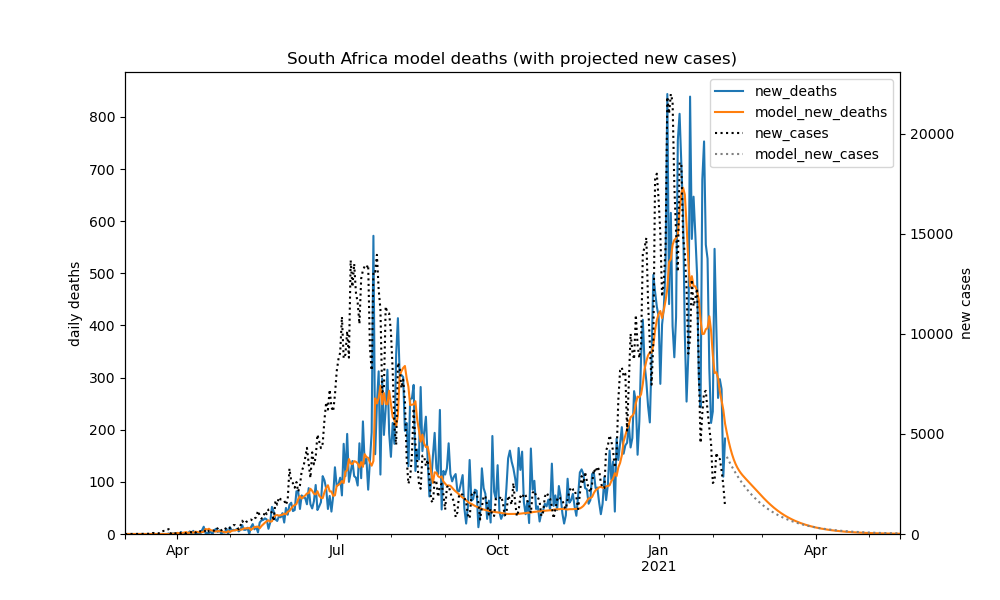 South Africa model deaths (with projected new cases)
new_deaths
model_new_deaths
new_cases
model_new_cases
daily deaths
800
700
600
500
400
300
200
100
0
20000
15000
10000
5000
0
new cases
Apr
Jul
Oct
Jan
2021
Apr